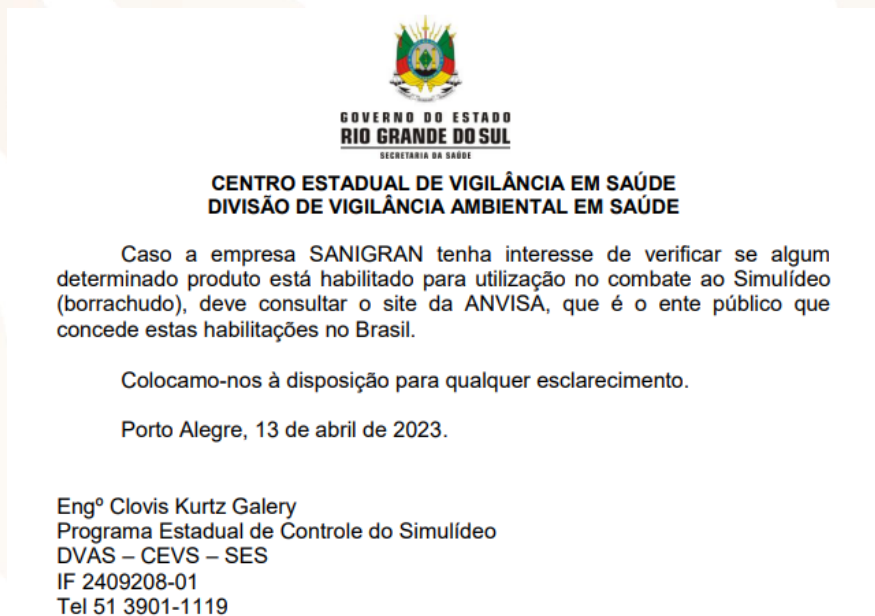 GOVERNO DO ESTADO
RIO GRANDE DO SUL
SECRETARIA DA SAÚDE
CENTRO ESTADUAL DE VIGILÂNCIA EM SAÚDE
DIVISÃO DE VIGILÂNCIA AMBIENTAL EM SAÚDE
Caso a empresa SANIGRAN tenha interesse de verificar se algum
determinado produto está habilitado para utilização no combate ao Simulídeo
(borrachudo), deve consultar o site da ANVISA, que é o ente público que
concede estas habilitações no Brasil.
Colocamo-nos à disposição para qualquer esclarecimento.
Porto Alegre, 13 de abril de 2023.
Engº Clovis Kurtz Galery
Programa Estadual de Controle do Simulídeo
DVAS – CEVS – SES
IF 2409208-01
Tel 51 3901-1119